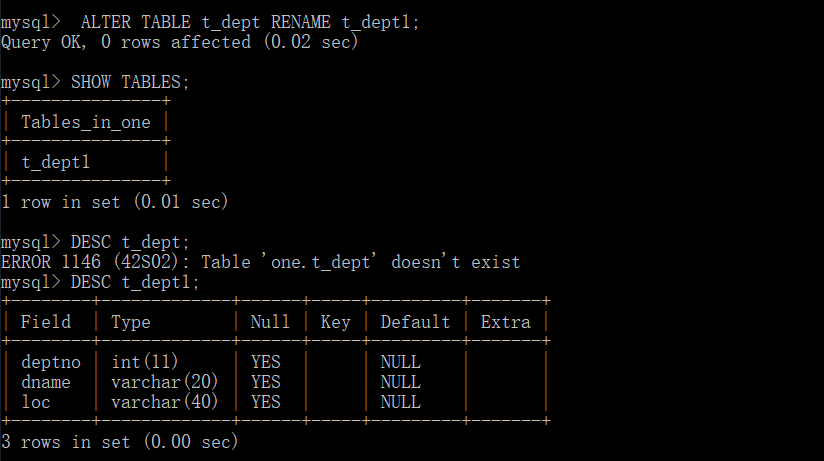 mysql>  ALTER TABLE t_dept RENAME t_dept1;
Query OK, 0 rows affected (0.02 sec)
mysql> SHOW TABLES;
+---------------+
| Tables_in_one |
+---------------+
| t_dept1       |
+---------------+
1 row in set (0.01 sec)
mysql> DESC t_dept;
ERROR 1146 (42S02): Table 'one.t_dept' doesn't exist
mysql> DESC t_dept1;
+--------+-------------+------+-----+---------+-------+
| Field  | Type        | Null | Key | Default | Extra |
+--------+-------------+------+-----+---------+-------+
| deptno | int(11)     | YES  |     | NULL    |       |
| dname  | varchar(20) | YES  |     | NULL    |       |
| loc    | varchar(40) | YES  |     | NULL    |       |
+--------+-------------+------+-----+---------+-------+
3 rows in set (0.00 sec)